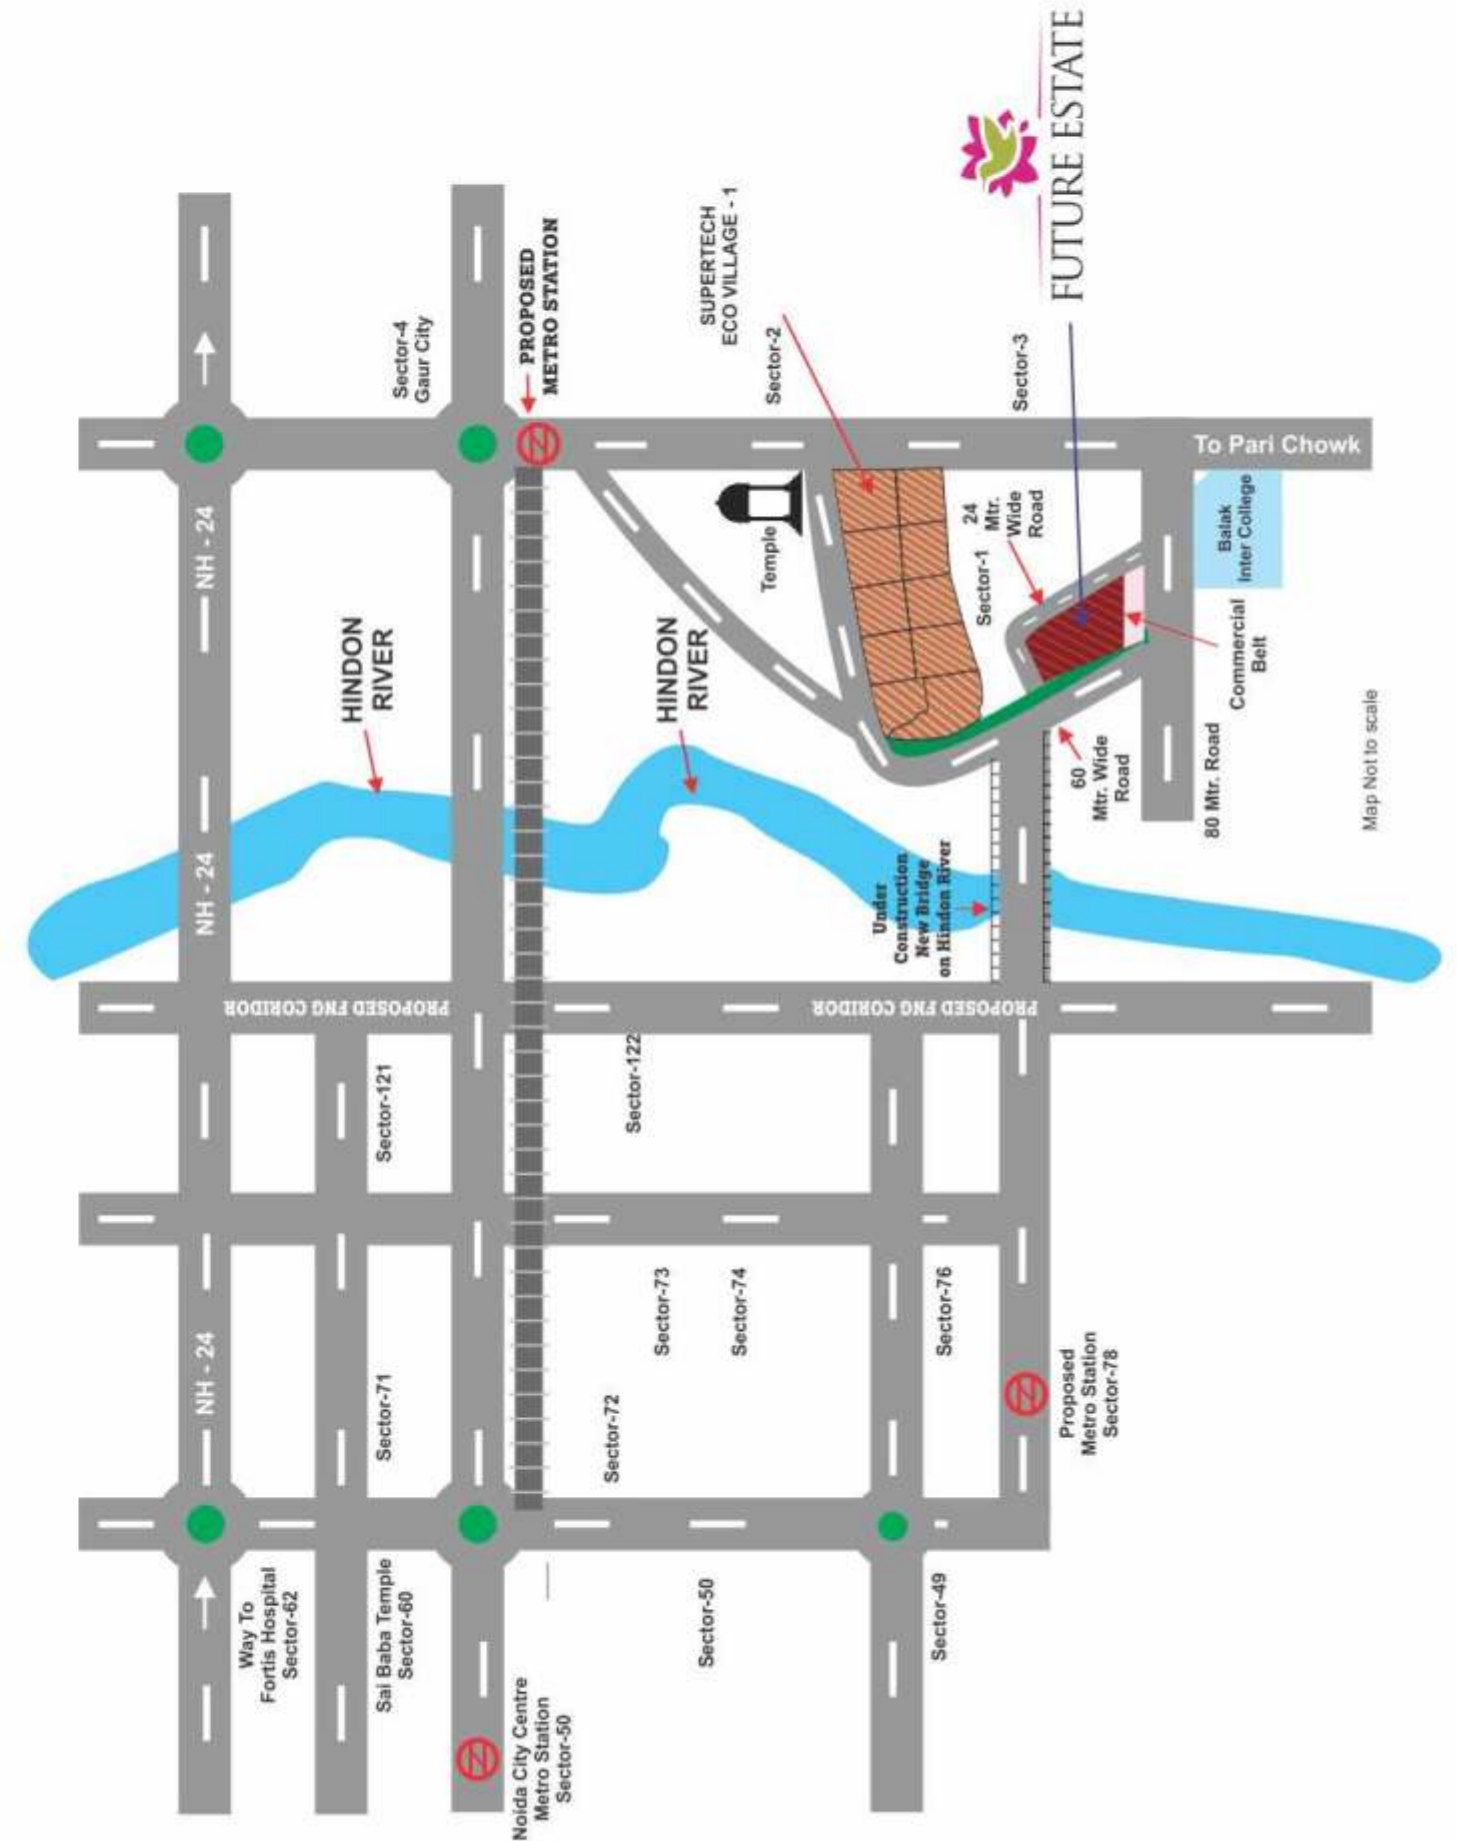 NH - 24
NH - 24
NH - 24
Way To
Fortis Hospital
Sector-62
Sai Baba Temple
Sector-60
Sector-71
Sector-121
PROPOSED FNG CORIDOR
HINDON
RIVER
Sector-4
Gaur City
Noida City Centre
Metro Station
Sector-50
PROPOSED
METRO STATION
Sector-72
Sector-122
Sector-73
Sector-74
Sector-50
HINDON
RIVER
Temple
SUPERTECH
ECO VILLAGE - 1
Sector-2
PROPOSED FNG CORIDOR
Under
Construction
New Bridge
on Hindon River
Sector-49
Sector-76
Sector-1
24
Mtr.
Wide
Road
Sector-3
FUTURE ESTATE
Proposed
Metro Station
Sector-78
60
Mtr. Wide
Road
80 Mtr. Road
Commercial
Belt
Balak
Inter College
To Pari Chowk
Map Not to scale